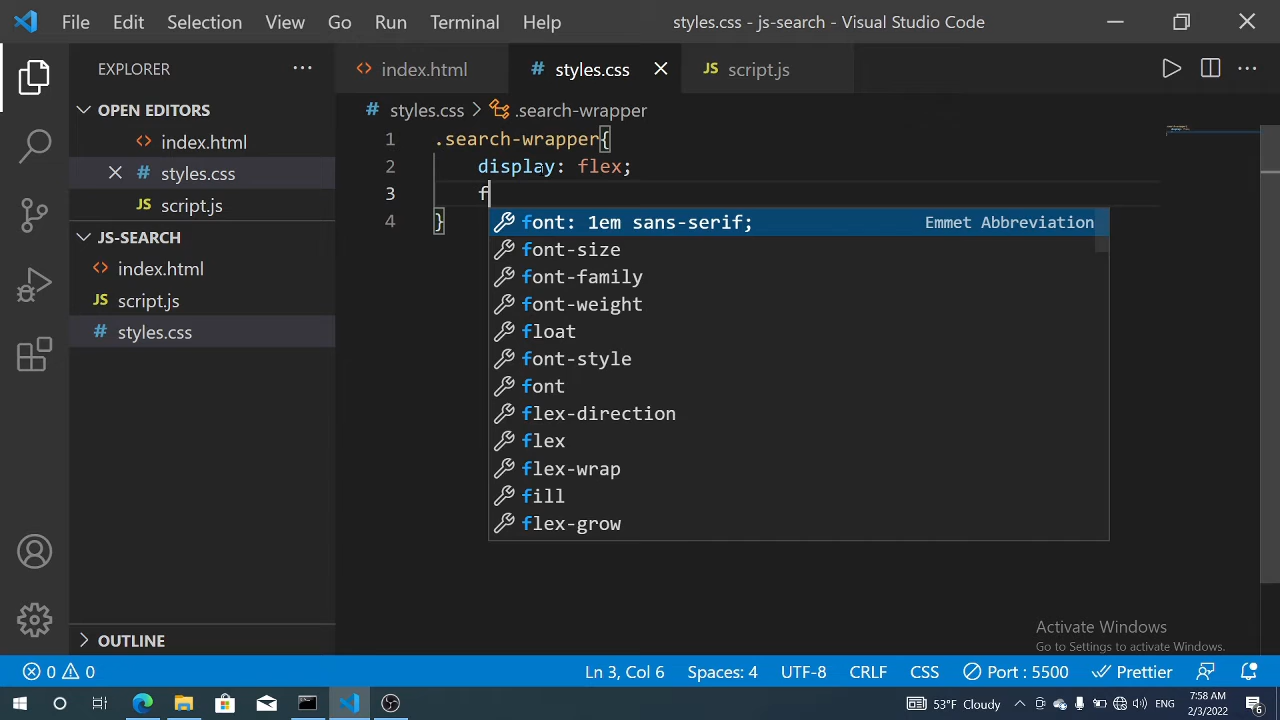 File Edit Selection View Go Run Terminal Help styles.css - js-search - Visual Studio Code
EXPLORER
OPEN EDITORS
index.html
# styles.css
JS script.js
JS-SEARCH
index.html
JS script.js
# styles.css
OUTLINE
index.html # styles.css JS script.js
# styles.css > .search-wrapper
1 .search-wrapper{
2 display: flex;
3 f
4 }
font: 1em sans-serif; Emmet Abbreviation
font-size
font-family
font-weight
float
font-style
font
flex-direction
flex
flex-wrap
fill
flex-grow
Activate Windows
Go to Settings to activate Windows.
0 0 Ln 3, Col 6 Spaces: 4 UTF-8 CRLF CSS Port : 5500 Prettier
53°F Cloudy ENG 7:58 AM
2/3/2022 6